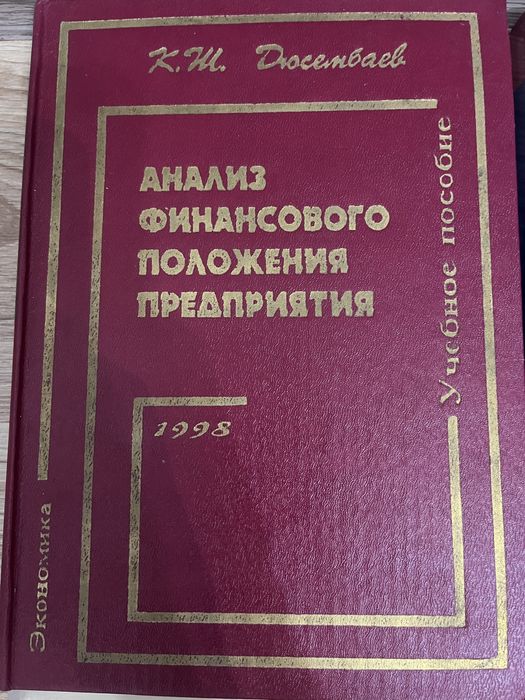 К.Ш. Дюсембаев
АНАЛИЗ
ФИНАНСОВОГО
ПОЛОЖЕНИЯ
ПРЕДПРИЯТИЯ
Учебное пособие
1998
Экономика